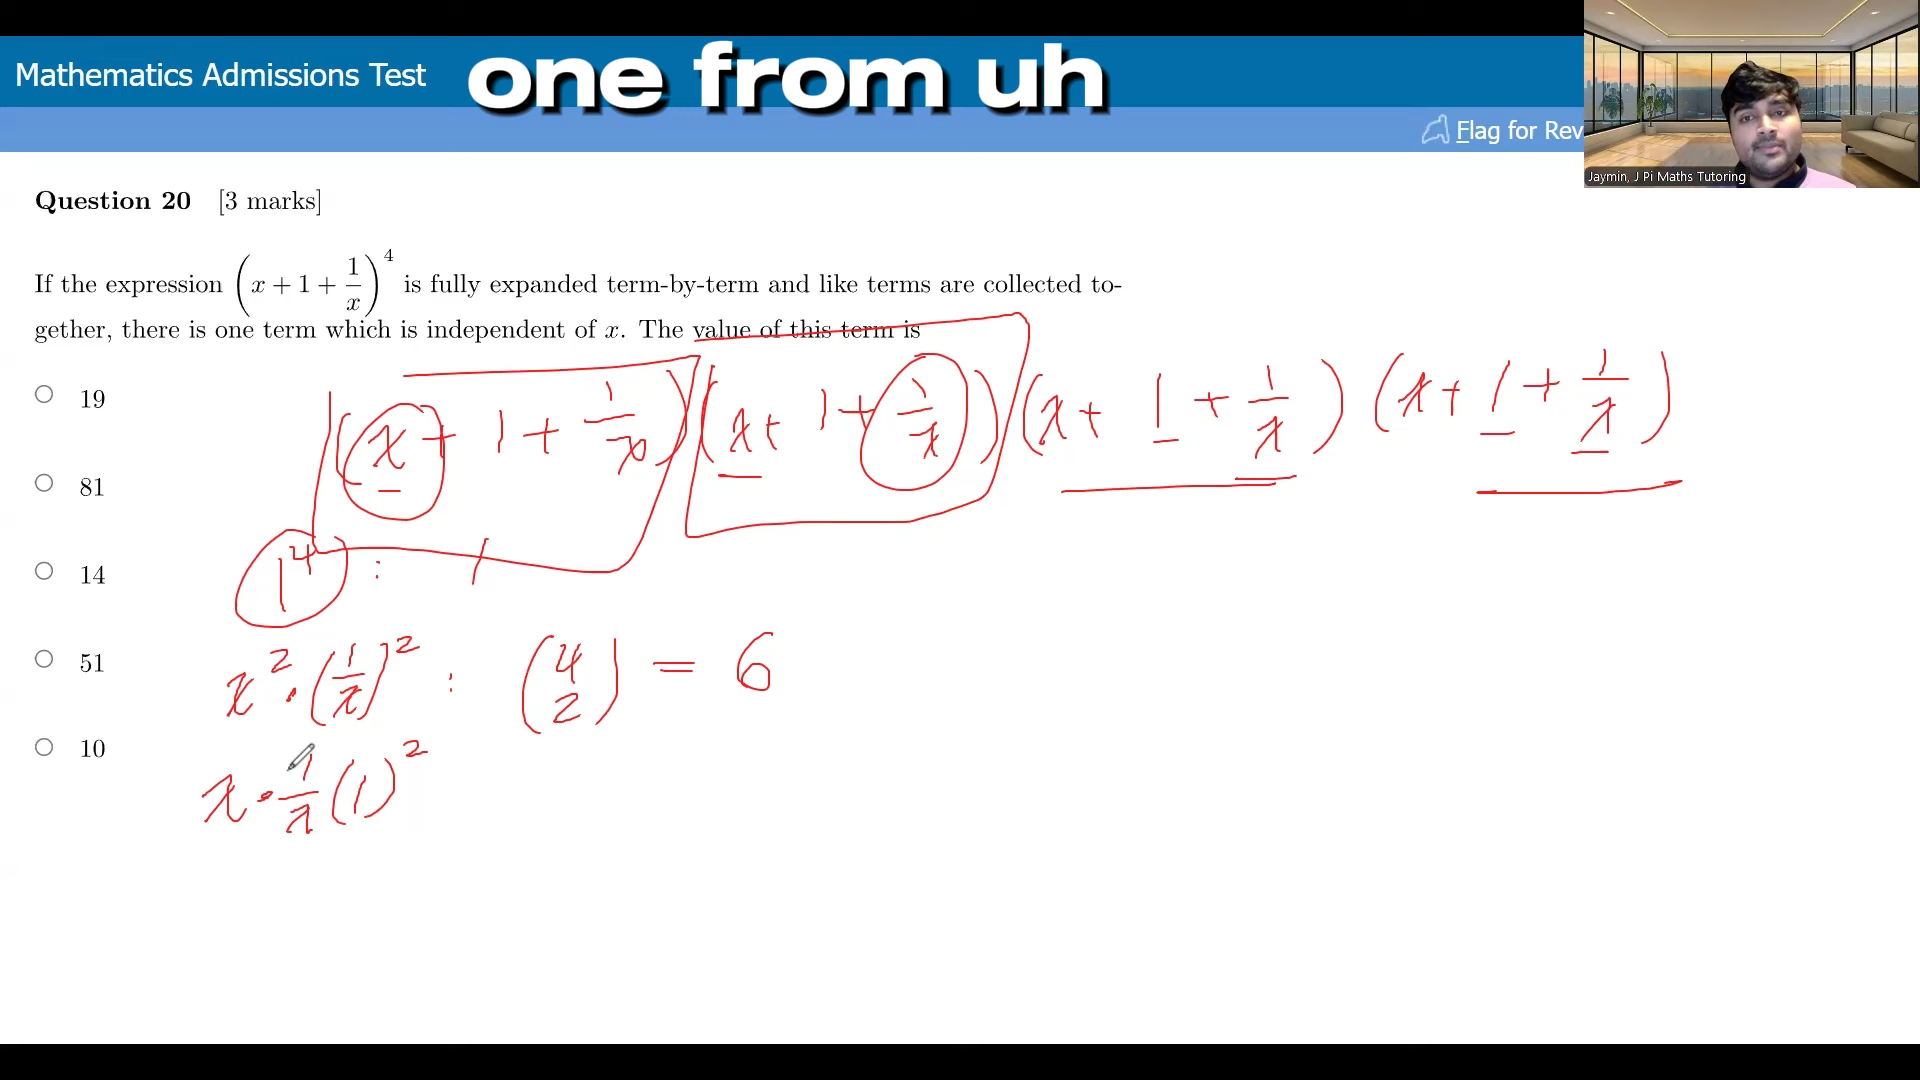 Mathematics Admissions Test
one from uh
Flag for Rev
Jaymin, J Pi Maths Tutoring
Question 20 [3 marks]
If the expression (x + 1 + 1/x)^4 is fully expanded term-by-term and like terms are collected to-
gether, there is one term which is independent of x. The value of this term is
(x + 1 + 1/x)(x + 1 + 1/x)(x + 1 + 1/x)(x + 1 + 1/x)
19
81
14
51
10
1^4 : 1
x^2 · (1/x)^2 : (4 2) = 6
x · 1/x (1)^2